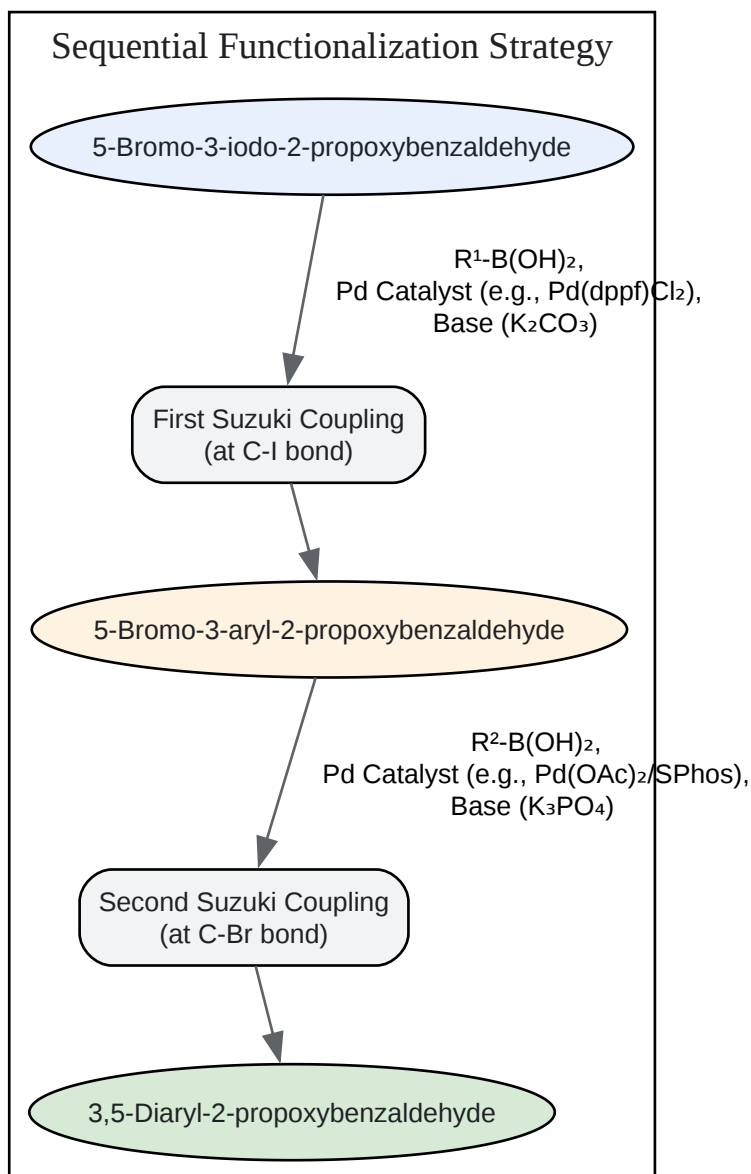 Sequential Functionalization Strategy
5-Bromo-3-iodo-2-propoxybenzaldehyde
R¹-B(OH)₂,
Pd Catalyst (e.g., Pd(dppf)Cl₂),
Base (K₂CO₃)
First Suzuki Coupling
(at C-I bond)
5-Bromo-3-aryl-2-propoxybenzaldehyde
R²-B(OH)₂,
Pd Catalyst (e.g., Pd(OAc)₂/SPhos),
Base (K₃PO₄)
Second Suzuki Coupling
(at C-Br bond)
3,5-Diaryl-2-propoxybenzaldehyde